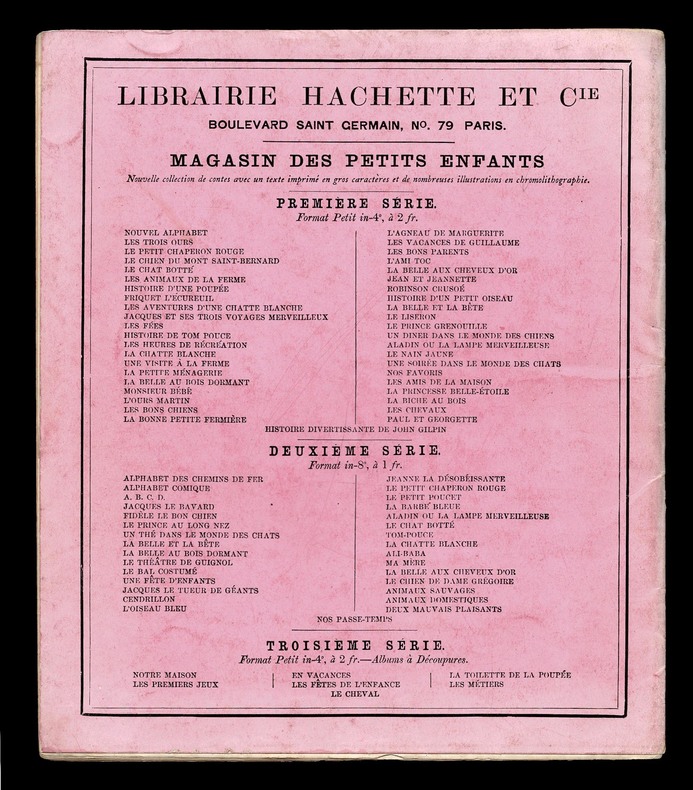 LIBRAIRIE HACHETTE ET CIE
BOULEVARD SAINT GERMAIN, No. 79 PARIS.
MAGASIN DES PETITS ENFANTS
Nouvelle collection de contes avec un texte imprimé en gros caractères et de nombreuses illustrations en chromolithographie.
PREMIÈRE SÉRIE.
Format Petit in-4°, à 2 fr.
NOUVEL ALPHABET
LES TROIS OURS
LE PETIT CHAPERON ROUGE
LE CHIEN DU MONT SAINT-BERNARD
LE CHAT BOTTÉ
LES ANIMAUX DE LA FERME
HISTOIRE D'UNE POUPÉE
FRIQUET L'ÉCUREUIL
LES AVENTURES D'UNE CHATTE BLANCHE
JACQUES ET SES TROIS VOYAGES MERVEILLEUX
LES FÉES
HISTOIRE DE TOM POUCE
LES HEURES DE RÉCRÉATION
LA CHATTE BLANCHE
UNE VISITE À LA FERME
LA PETITE MÉNAGERIE
LA BELLE AU BOIS DORMANT
MONSIEUR BÉBÉ
L'OURS MARTIN
LES BONS CHIENS
LA BONNE PETITE FERMIÈRE
L'AGNEAU DE MARGUERITE
LES VACANCES DE GUILLAUME
LES BONS PARENTS
L'AMI TOC
LA BELLE AUX CHEVEUX D'OR
JEAN ET JEANNETTE
ROBINSON CRUSOÉ
HISTOIRE D'UN PETIT OISEAU
LA BELLE ET LA BÊTE
LE LISERON
LE PRINCE GRENOUILLE
UN DINER DANS LE MONDE DES CHIENS
ALADIN OU LA LAMPE MERVEILLEUSE
LE NAIN JAUNE
UNE SOIRÉE DANS LE MONDE DES CHATS
NOS FAVORIS
LES AMIS DE LA MAISON
LA PRINCESSE BELLE-ÉTOILE
LA BICHE AU BOIS
LES CHEVAUX
PAUL ET GEORGETTE
HISTOIRE DIVERTISSANTE DE JOHN GILPIN
DEUXIÈME SÉRIE.
Format in-8°, à 1 fr.
ALPHABET DES CHEMINS DE FER
ALPHABET COMIQUE
A. B. C. D.
JACQUES LE BAVARD
FIDÈLE LE BON CHIEN
LE PRINCE AU LONG NEZ
UN THÉ DANS LE MONDE DES CHATS
LA BELLE ET LA BÊTE
LA BELLE AU BOIS DORMANT
LE THÉÂTRE DE GUIGNOL
LE BAL COSTUMÉ
UNE FÊTE D'ENFANTS
JACQUES LE TUEUR DE GÉANTS
CENDRILLON
L'OISEAU BLEU
JEANNE LA DÉSOBÉISSANTE
LE PETIT CHAPERON ROUGE
LE PETIT POUCET
LA BARBE BLEUE
ALADIN OU LA LAMPE MERVEILLEUSE
LE CHAT BOTTÉ
TOM-POUCE
LA CHATTE BLANCHE
ALI-BABA
MA MÈRE
LA BELLE AUX CHEVEUX D'OR
LE CHIEN DE DAME GRÉGOIRE
ANIMAUX SAUVAGES
ANIMAUX DOMESTIQUES
DEUX MAUVAIS PLAISANTS
NOS PASSE-TEMPS
TROISIÈME SÉRIE.
Format Petit in-4°, à 2 fr.—Albums à Découpures.
NOTRE MAISON
LES PREMIERS JEUX
EN VACANCES
LES FÊTES DE L'ENFANCE
LA TOILETTE DE LA POUPÉE
LES MÉTIERS
LE CHEVAL